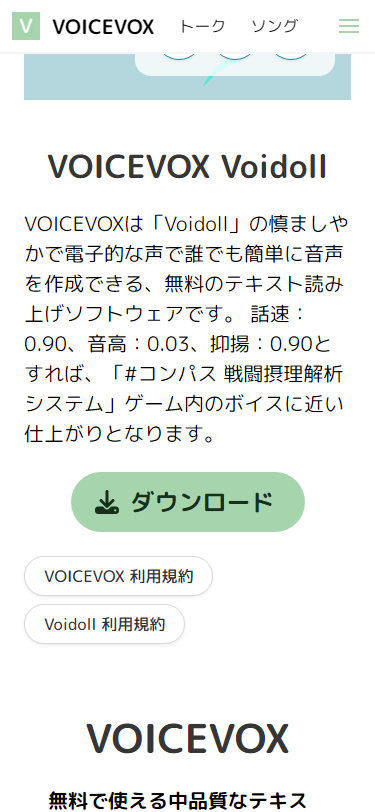 V VOICEVOX トーク ソング
VOICEVOX Voidoll
VOICEVOXは「Voidoll」の慎ましや
かで電子的な声で誰でも簡単に音声
を作成できる、無料のテキスト読み
上げソフトウェアです。 話速：
0.90、音高：0.03、抑揚：0.90と
すれば、「#コンパス 戦闘摂理解析
システム」ゲーム内のボイスに近い
仕上がりとなります。
ダウンロード
VOICEVOX 利用規約
Voidoll 利用規約
VOICEVOX
無料で使える中品質なテキス